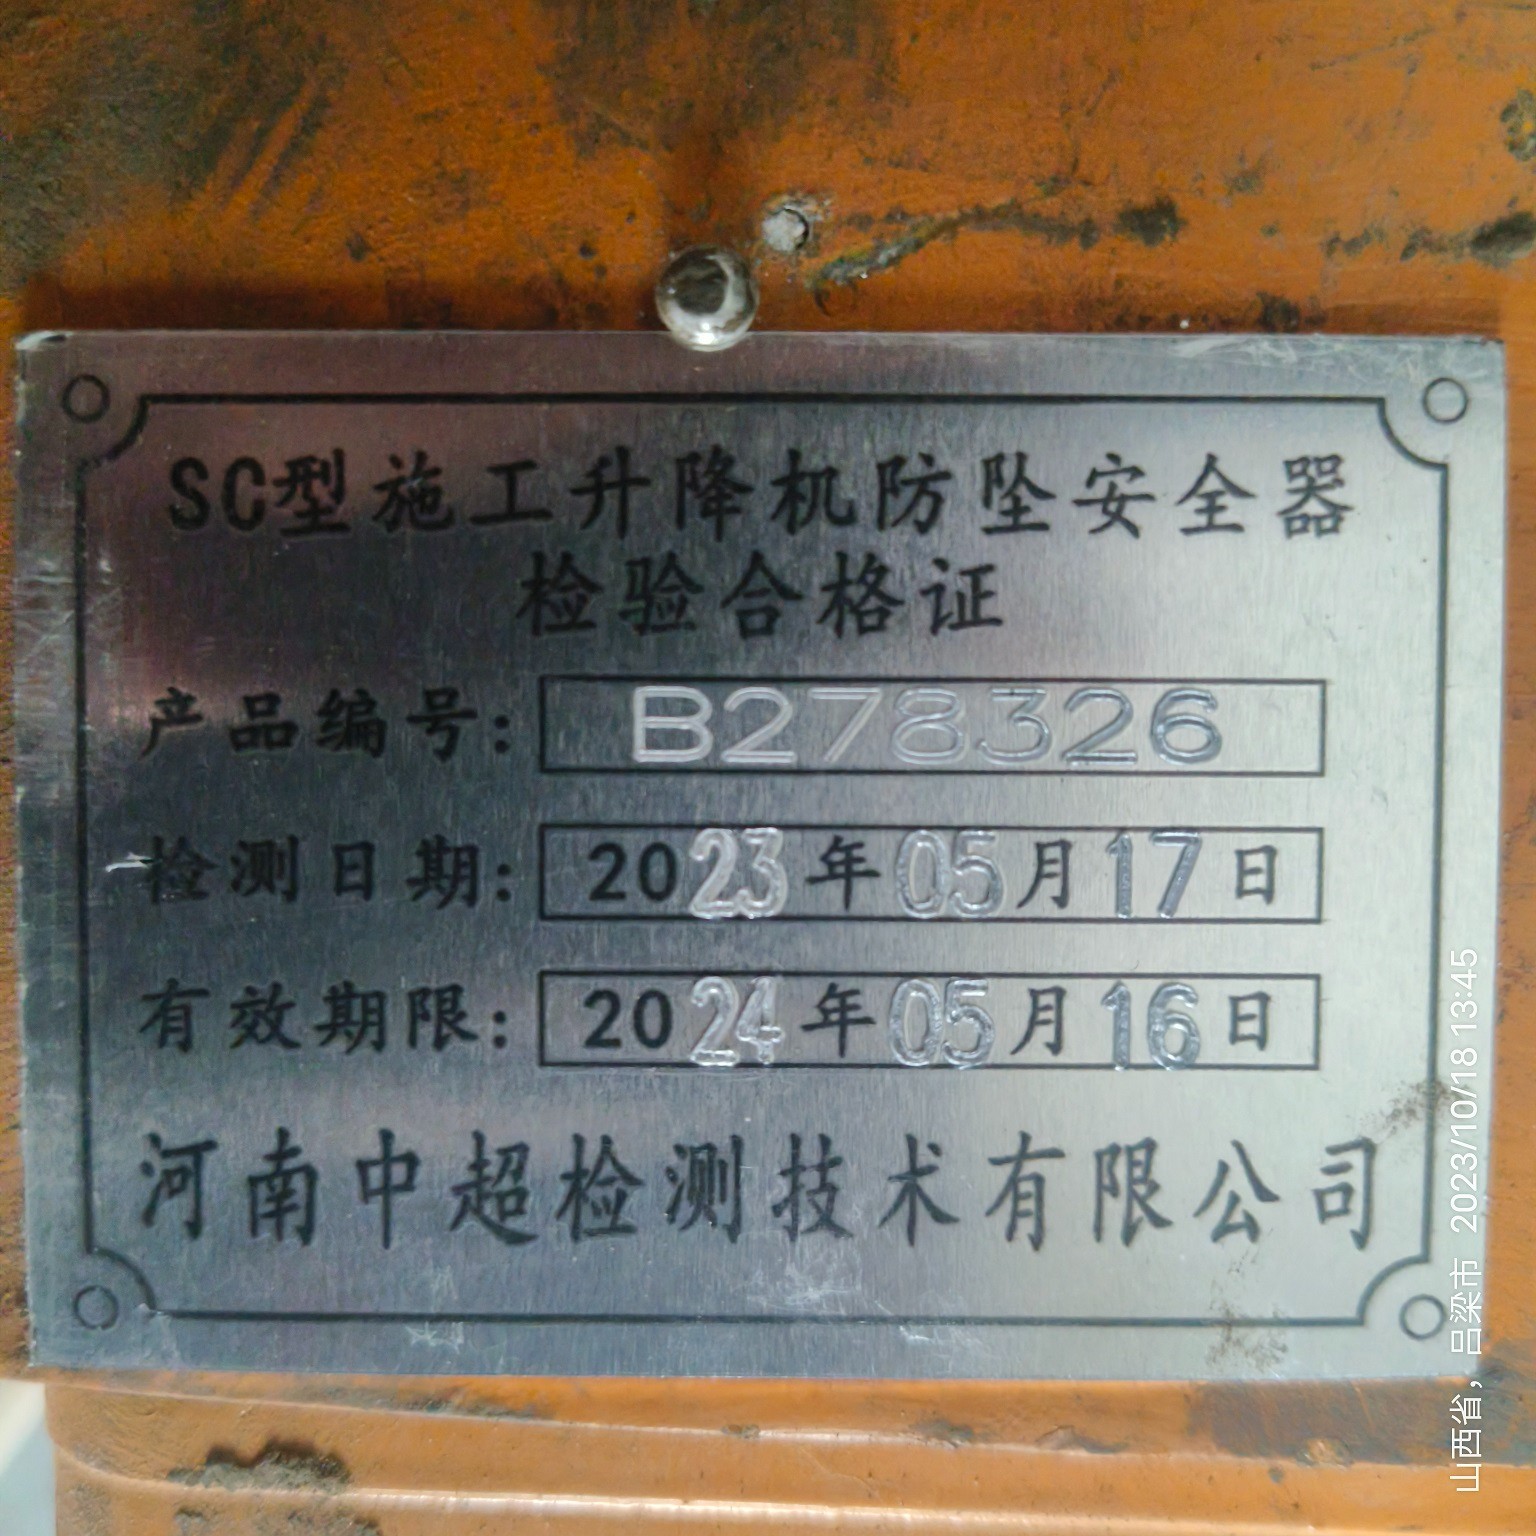 SC型施工升降机防坠安全器
检验合格证
产品编号: B278326
检测日期: 2023年05月17日
有效期限: 2024年05月16日
河南中超检测技术有限公司
山西省，吕梁市 2023/10/18 13:45